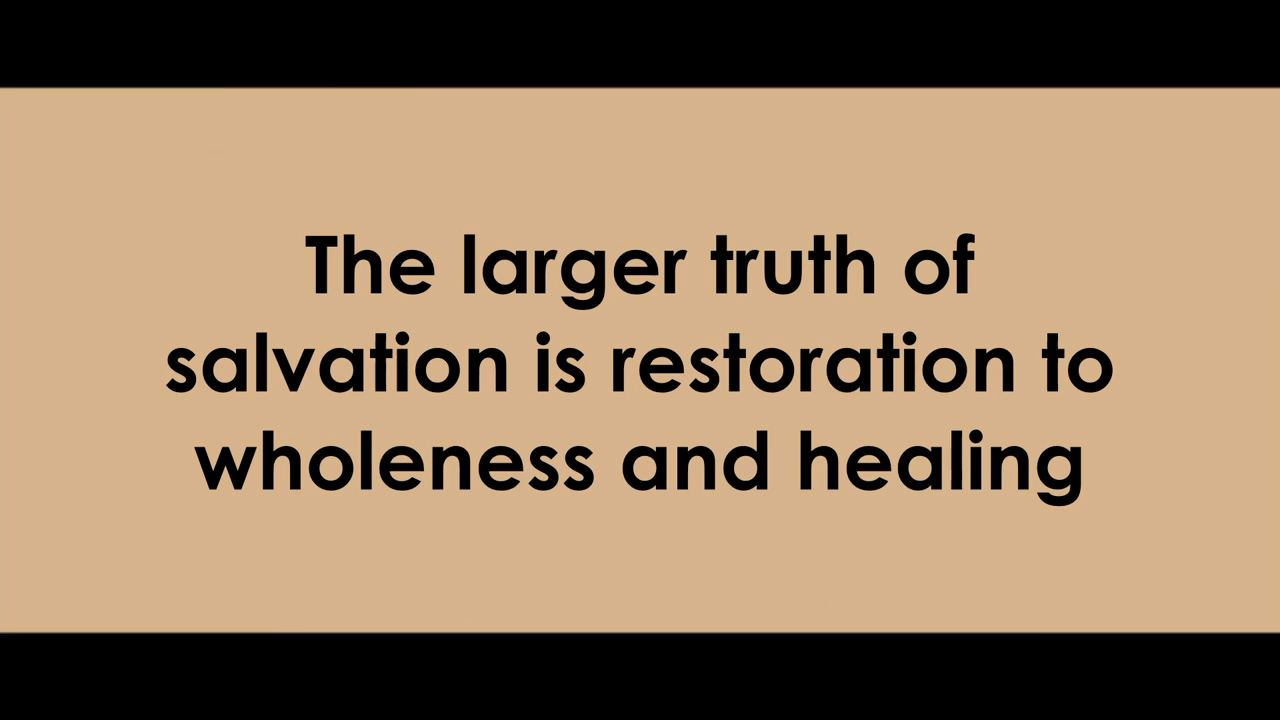 The larger truth of
salvation is restoration to
wholeness and healing